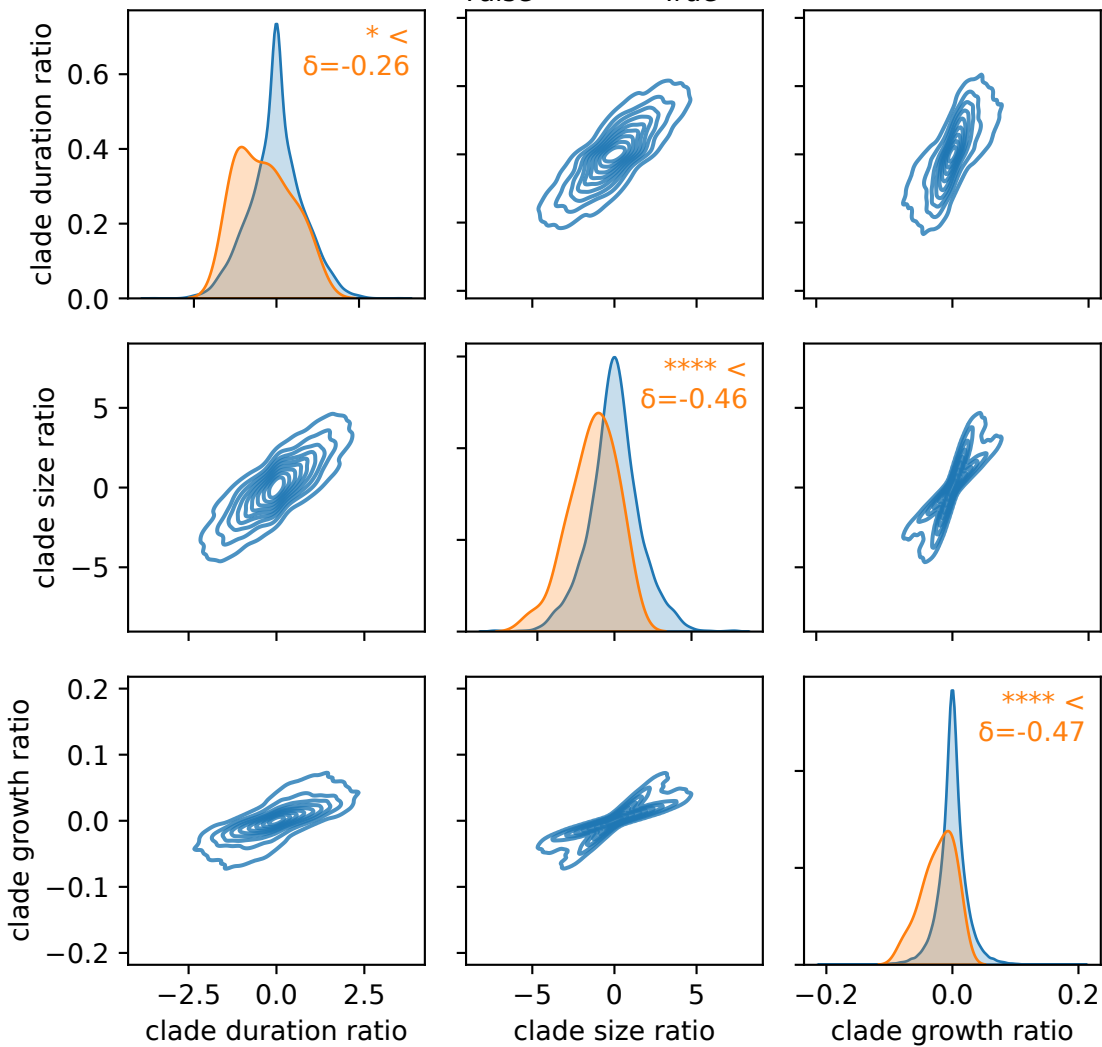 clade duration ratio
0.6
0.4
0.2
0.0
* <
δ=-0.26
clade size ratio
5
0
−5
**** <
δ=-0.46
clade growth ratio
0.2
0.1
0.0
−0.1
−0.2
**** <
δ=-0.47
−2.5 0.0 2.5
−5 0 5
−0.2 0.0 0.2
clade duration ratio
clade size ratio
clade growth ratio